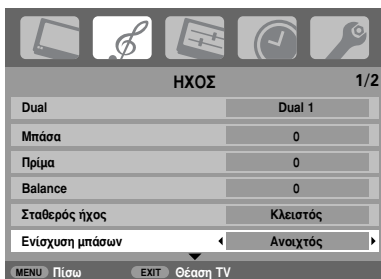 ΗΧΟΣ 1/2
Dual Dual 1
Μπάσα 0
Πρίμα 0
Balance 0
Σταθερός ήχος Κλειστός
Ενίσχυση μπάσων Ανοιχτός
MENU Πίσω EXIT Θέαση TV